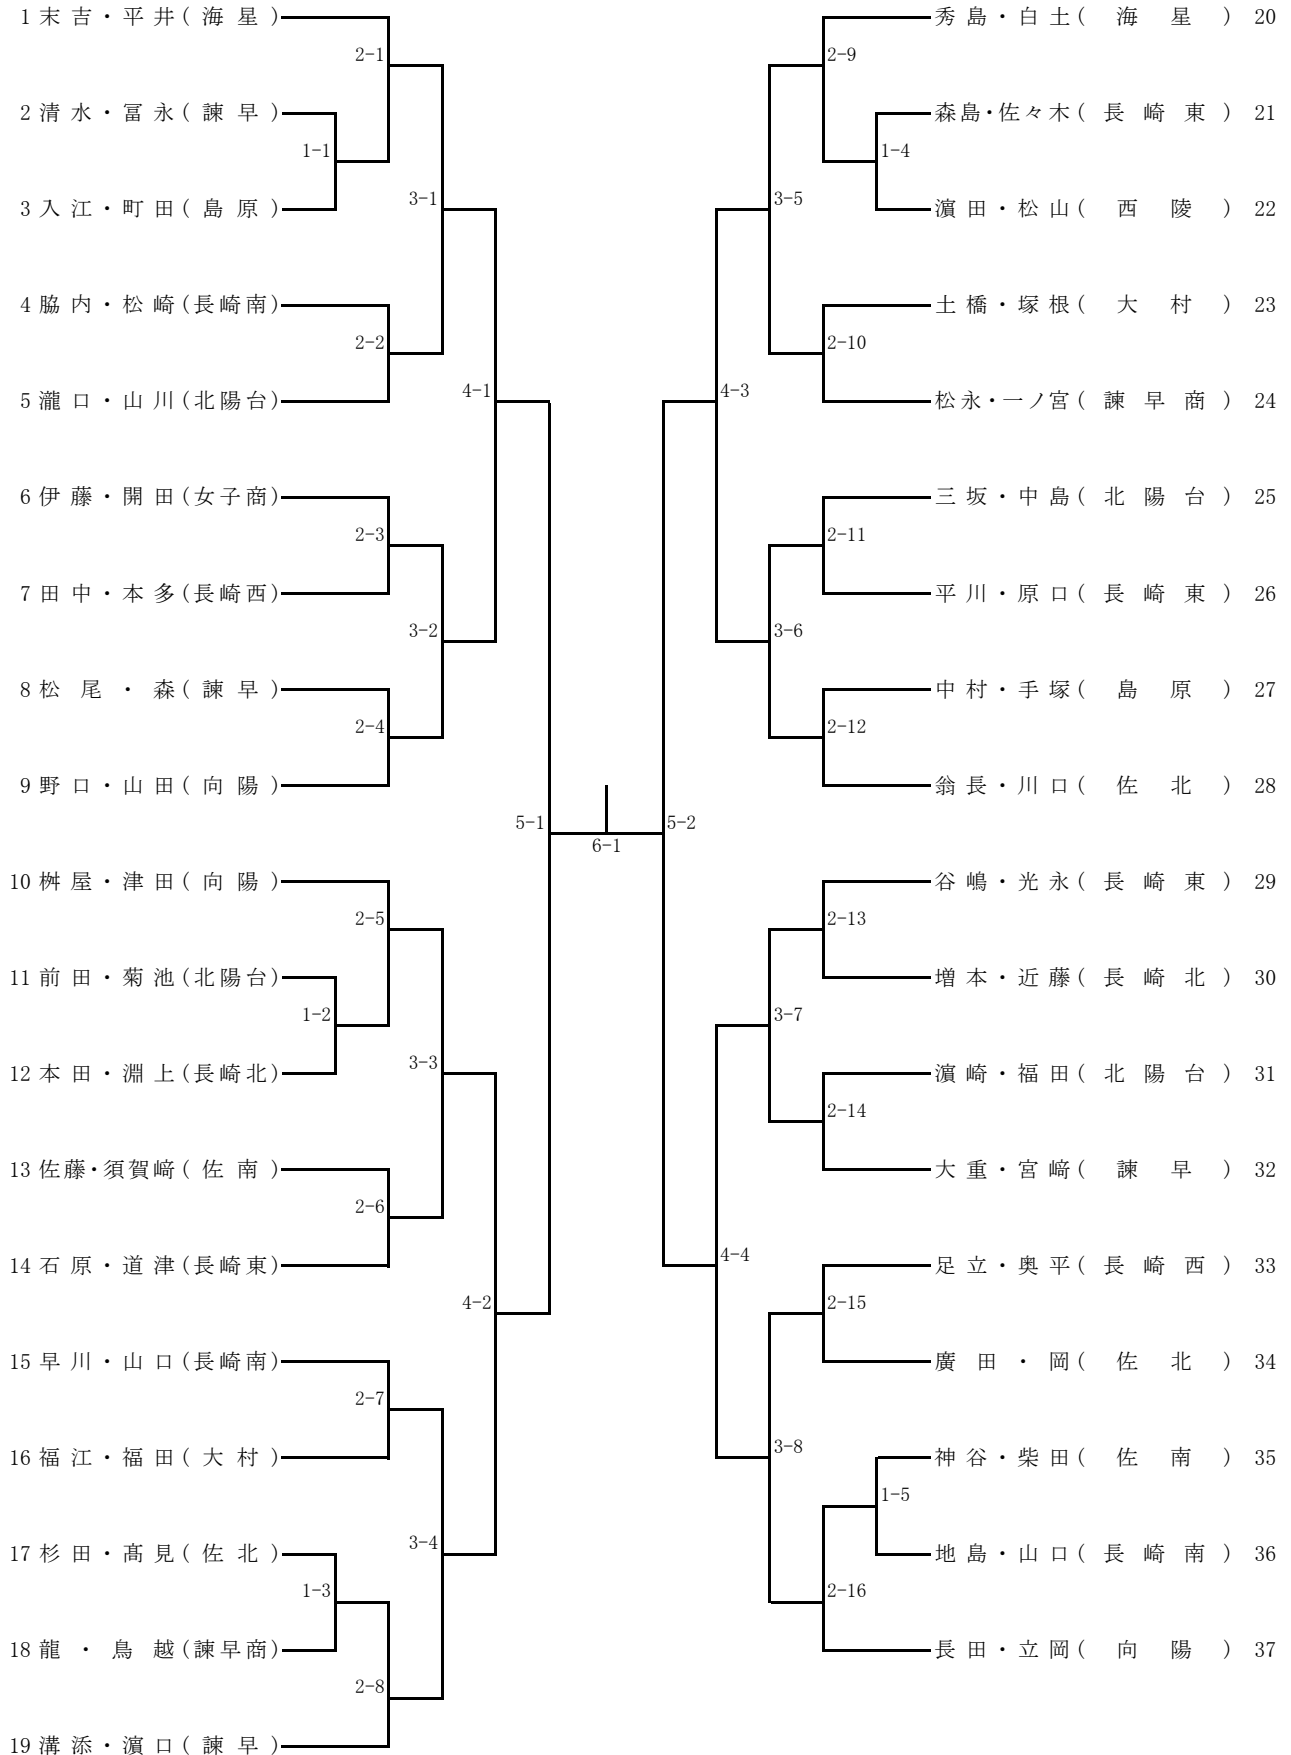 1 末吉・平井(海星)
2-1
2 清水・冨永(諫早)
1-1
3 入江・町田(島原)
3-1
4 脇内・松崎(長崎南)
2-2
5 瀧口・山川(北陽台)
4-1
6 伊藤・開田(女子商)
2-3
7 田中・本多(長崎西)
3-2
8 松尾・森(諫早)
2-4
9 野口・山田(向陽)
5-1
10 桝屋・津田(向陽)
2-5
11 前田・菊池(北陽台)
1-2
12 本田・淵上(長崎北)
3-3
13 佐藤・須賀﨑(佐南)
2-6
14 石原・道津(長崎東)
4-2
15 早川・山口(長崎南)
2-7
16 福江・福田(大村)
3-4
17 杉田・髙見(佐北)
1-3
18 龍・鳥越(諫早商)
2-8
19 溝添・濵口(諫早)
6-1
秀島・白土(海星) 20
2-9
森島・佐々木(長崎東) 21
1-4
濵田・松山(西陵) 22
3-5
土橋・塚根(大村) 23
2-10
松永・一ノ宮(諫早商) 24
4-3
三坂・中島(北陽台) 25
2-11
平川・原口(長崎東) 26
3-6
中村・手塚(島原) 27
2-12
翁長・川口(佐北) 28
5-2
谷嶋・光永(長崎東) 29
2-13
増本・近藤(長崎北) 30
3-7
濵崎・福田(北陽台) 31
2-14
大重・宮﨑(諫早) 32
4-4
足立・奥平(長崎西) 33
2-15
廣田・岡(佐北) 34
3-8
神谷・柴田(佐南) 35
1-5
地島・山口(長崎南) 36
2-16
長田・立岡(向陽) 37